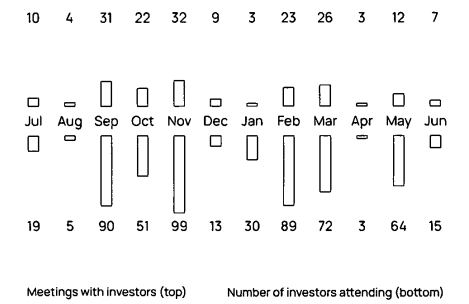 10 4 31 22 32 9 3 23 26 3 12 7
Jul Aug Sep Oct Nov Dec Jan Feb Mar Apr May Jun
19 5 90 51 99 13 30 89 72 3 64 15
Meetings with investors (top) Number of investors attending (bottom)